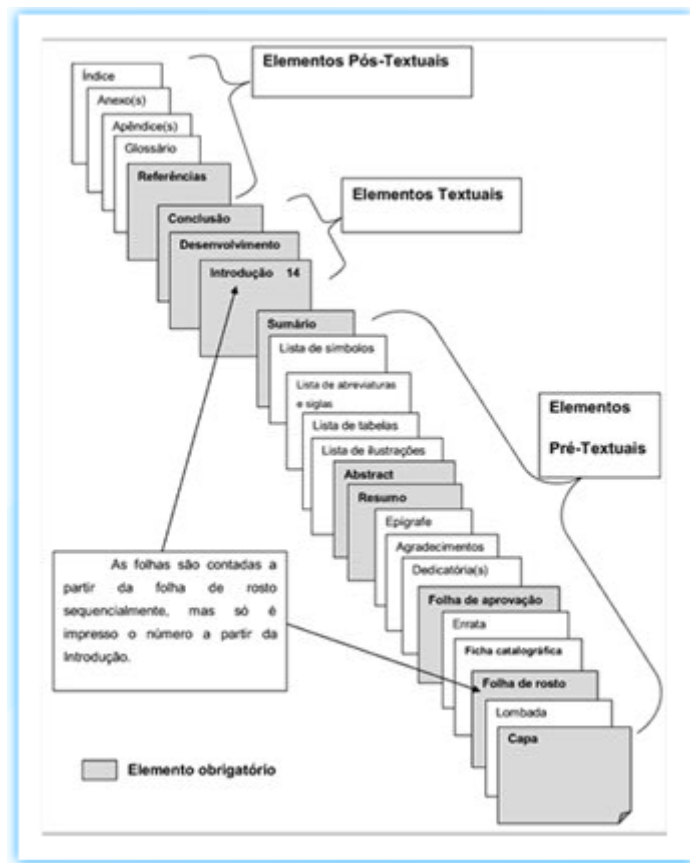 Elementos Pós-Textuais
Índice
Anexo(s)
Apêndice(s)
Glossário
Referências
Elementos Textuais
Conclusão
Desenvolvimento
Introdução 14
Sumário
Lista de símbolos
Lista de abreviaturas
e siglas
Lista de tabelas
Lista de ilustrações
Abstract
Resumo
Epígrafe
Agradecimentos
Dedicatória(s)
Folha de aprovação
Errata
Ficha catalográfica
Folha de rosto
Lombada
Capa
Elementos
Pré-Textuais
As folhas são contadas a
partir da folha de rosto
sequencialmente, mas só é
impresso o número a partir da
Introdução.
Elemento obrigatório